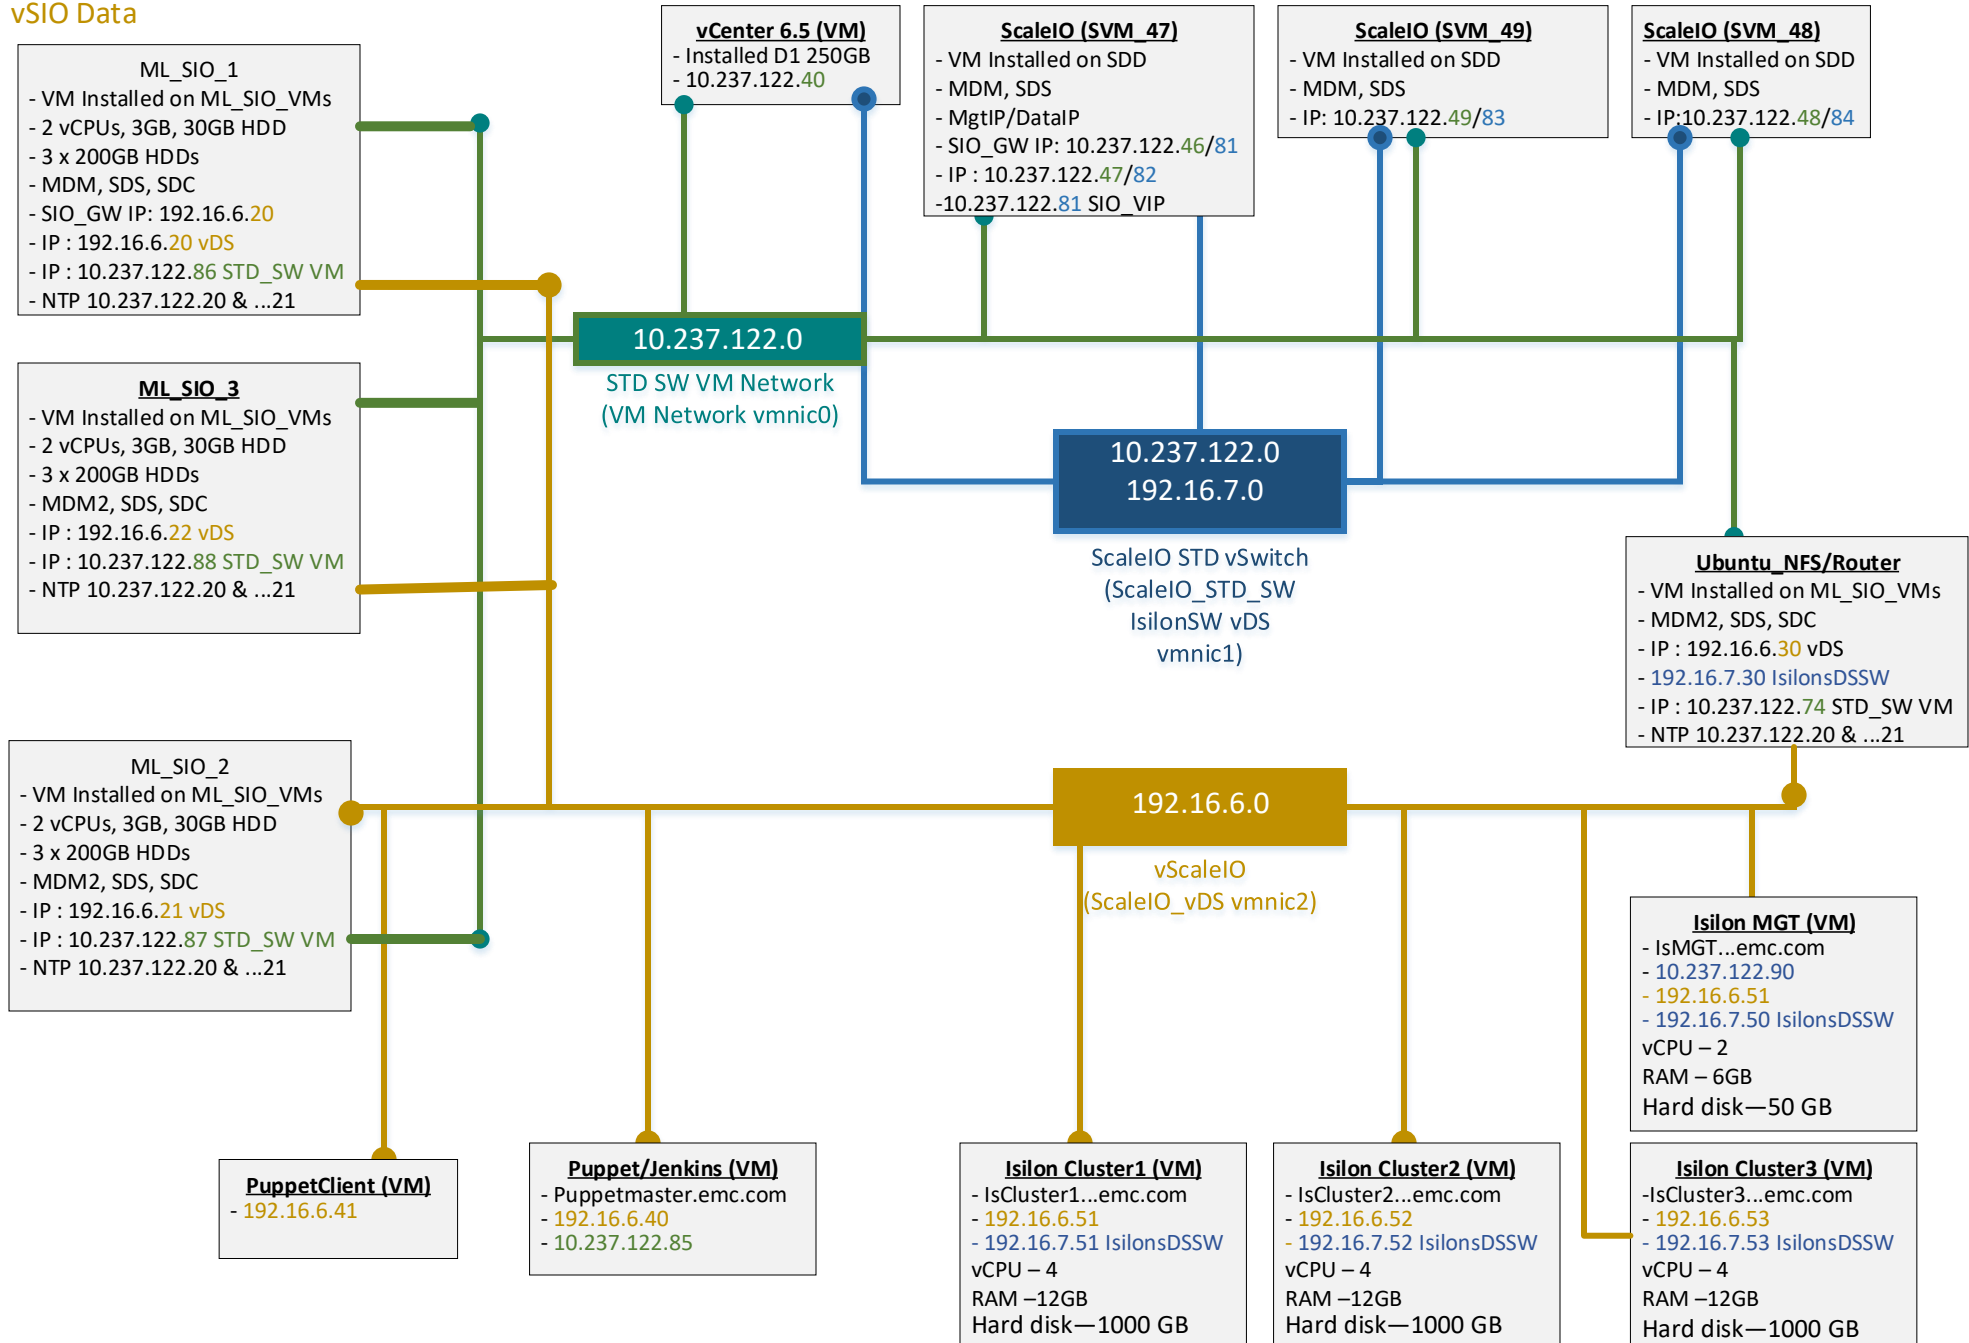 vSIO Data
ML_SIO_1
- VM Installed on ML_SIO_VMs
- 2 vCPUs, 3GB, 30GB HDD
- 3 x 200GB HDDs
- MDM, SDS, SDC
- SIO_GW IP: 192.16.6.20
- IP : 192.16.6.20 vDS
- IP : 10.237.122.86 STD_SW VM
- NTP 10.237.122.20 & ...21
vCenter 6.5 (VM)
- Installed D1 250GB
- 10.237.122.40
ScaleIO (SVM_47)
- VM Installed on SDD
- MDM, SDS
- MgtIP/DataIP
- SIO_GW IP: 10.237.122.46/81
- IP : 10.237.122.47/82
-10.237.122.81 SIO_VIP
ScaleIO (SVM_49)
- VM Installed on SDD
- MDM, SDS
- IP: 10.237.122.49/83
ScaleIO (SVM_48)
- VM Installed on SDD
- MDM, SDS
- IP:10.237.122.48/84
10.237.122.0
STD SW VM Network
(VM Network vmnic0)
ML_SIO_3
- VM Installed on ML_SIO_VMs
- 2 vCPUs, 3GB, 30GB HDD
- 3 x 200GB HDDs
- MDM2, SDS, SDC
- IP : 192.16.6.22 vDS
- IP : 10.237.122.88 STD_SW VM
- NTP 10.237.122.20 & ...21
10.237.122.0
192.16.7.0
ScaleIO STD vSwitch
(ScaleIO_STD_SW
IsilonSW vDS
vmnic1)
Ubuntu_NFS/Router
- VM Installed on ML_SIO_VMs
- MDM2, SDS, SDC
- IP : 192.16.6.30 vDS
- 192.16.7.30 IsilonsDSSW
- IP : 10.237.122.74 STD_SW VM
- NTP 10.237.122.20 & ...21
ML_SIO_2
- VM Installed on ML_SIO_VMs
- 2 vCPUs, 3GB, 30GB HDD
- 3 x 200GB HDDs
- MDM2, SDS, SDC
- IP : 192.16.6.21 vDS
- IP : 10.237.122.87 STD_SW VM
- NTP 10.237.122.20 & ...21
192.16.6.0
vScaleIO
(ScaleIO_vDS vmnic2)
Isilon MGT (VM)
- IsMGT...emc.com
- 10.237.122.90
- 192.16.6.51
- 192.16.7.50 IsilonsDSSW
vCPU – 2
RAM – 6GB
Hard disk—50 GB
PuppetClient (VM)
- 192.16.6.41
Puppet/Jenkins (VM)
- Puppetmaster.emc.com
- 192.16.6.40
- 10.237.122.85
Isilon Cluster1 (VM)
- IsCluster1...emc.com
- 192.16.6.51
- 192.16.7.51 IsilonsDSSW
vCPU – 4
RAM –12GB
Hard disk—1000 GB
Isilon Cluster2 (VM)
- IsCluster2...emc.com
- 192.16.6.52
- 192.16.7.52 IsilonsDSSW
vCPU – 4
RAM –12GB
Hard disk—1000 GB
Isilon Cluster3 (VM)
-IsCluster3...emc.com
- 192.16.6.53
- 192.16.7.53 IsilonsDSSW
vCPU – 4
RAM –12GB
Hard disk—1000 GB